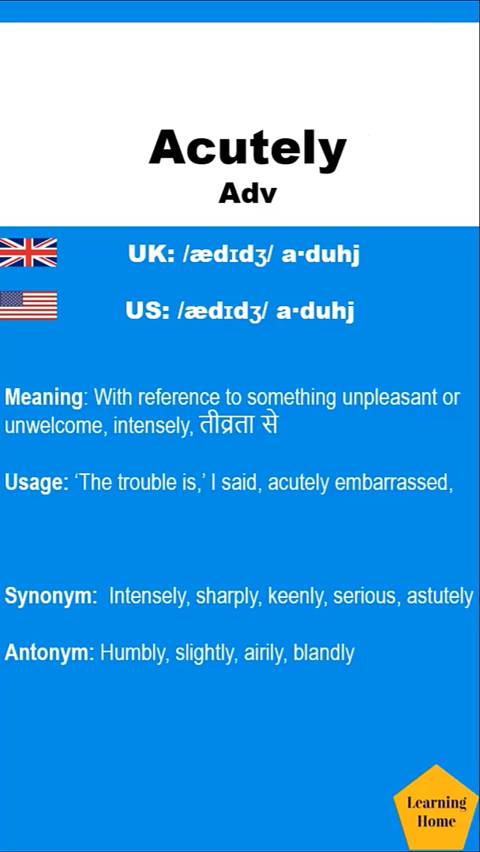 Acutely
Adv
UK: /ædɪdʒ/ a·duhj
US: /ædɪdʒ/ a·duhj
Meaning: With reference to something unpleasant or
unwelcome, intensely, तीव्रता से
Usage: ‘The trouble is,’ I said, acutely embarrassed,
Synonym: Intensely, sharply, keenly, serious, astutely
Antonym: Humbly, slightly, airily, blandly
Learning
Home